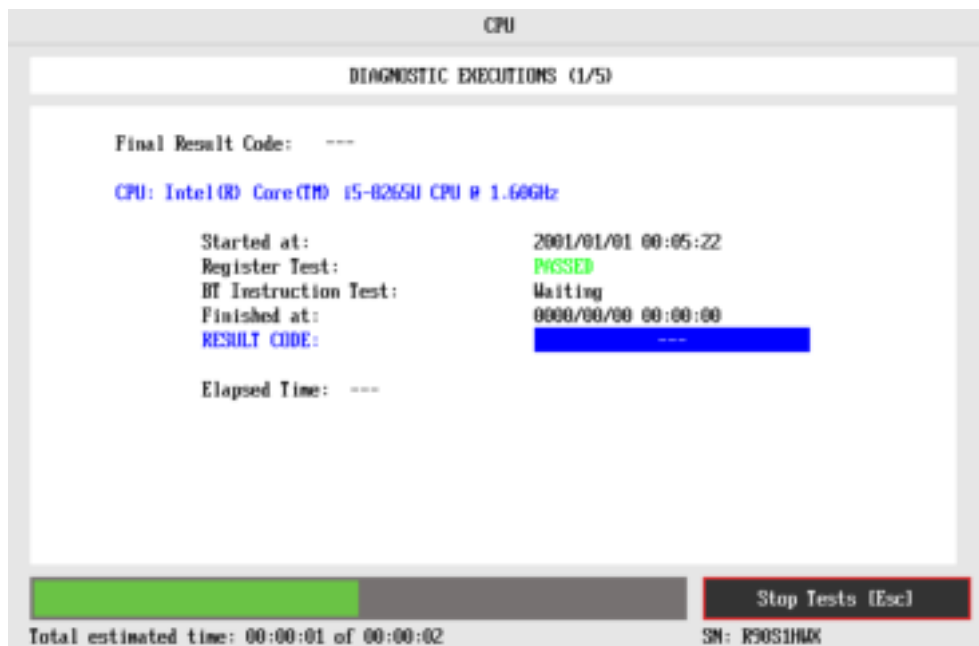 CPU
DIAGNOSTIC EXECUTIONS (1/5)
Final Result Code: ---
CPU: Intel(R) Core(TM) i5-8265U CPU @ 1.60GHz
Started at: 2001/01/01 00:05:22
Register Test: PASSED
BT Instruction Test: Waiting
Finished at: 0000/00/00 00:00:00
RESULT CODE: ---
Elapsed Time: ---
Stop Tests [Esc]
Total estimated time: 00:00:01 of 00:00:02
SN: R90S1HWX